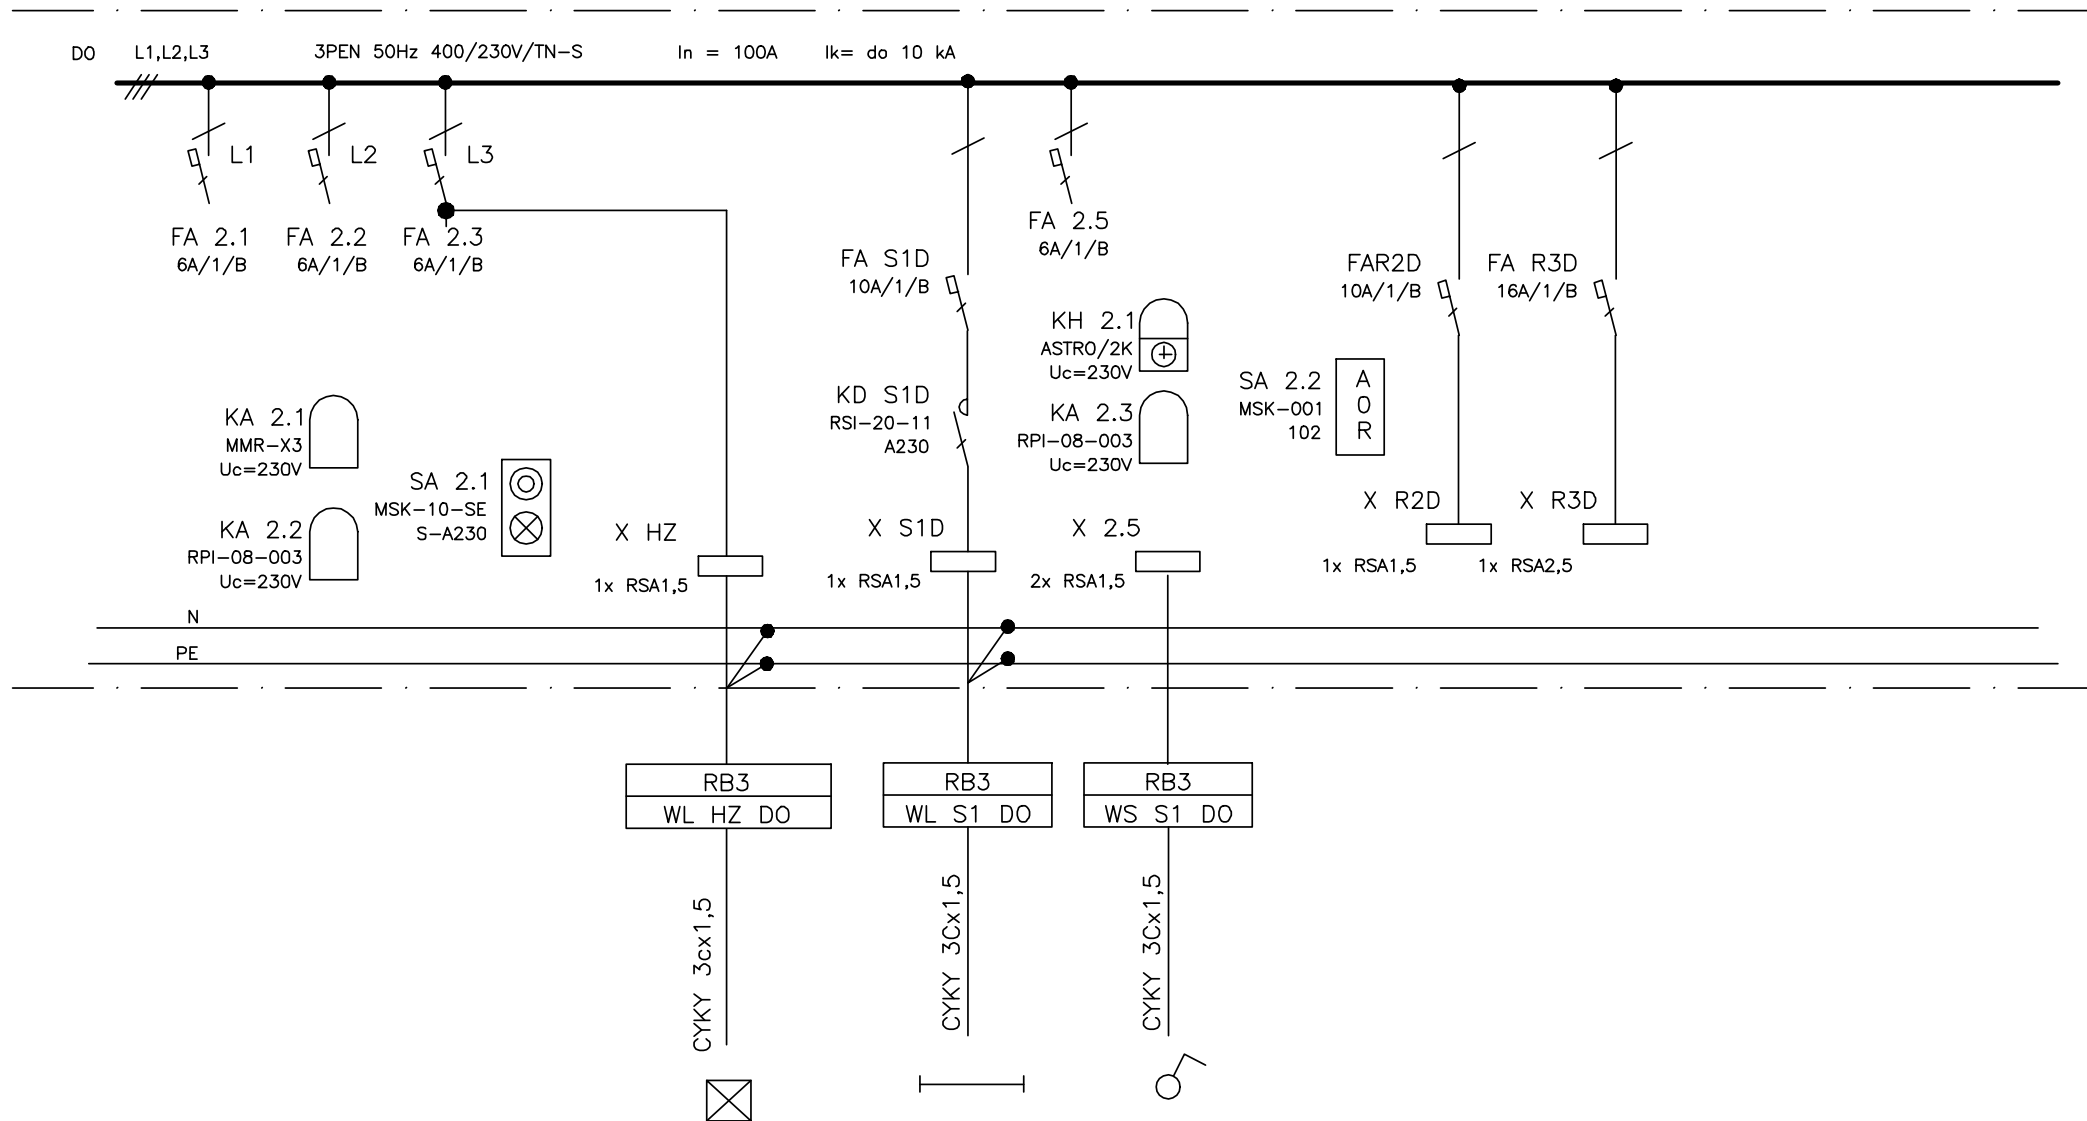 DO L1,L2,L3 3PEN 50Hz 400/230V/TN-S In = 100A Ik= do 10 kA
L1
L2
L3
FA 2.1
6A/1/B
FA 2.2
6A/1/B
FA 2.3
6A/1/B
FA S1D
10A/1/B
FA 2.5
6A/1/B
FAR2D
10A/1/B
FA R3D
16A/1/B
KH 2.1
ASTRO/2K
Uc=230V
KD S1D
RSI-20-11
A230
KA 2.3
RPI-08-003
Uc=230V
SA 2.2
MSK-001
102
A
0
R
KA 2.1
MMR-X3
Uc=230V
SA 2.1
MSK-10-SE
S-A230
KA 2.2
RPI-08-003
Uc=230V
X HZ
1x RSA1,5
X S1D
1x RSA1,5
X 2.5
2x RSA1,5
X R2D
1x RSA1,5
X R3D
1x RSA2,5
N
PE
RB3
WL HZ DO
RB3
WL S1 DO
RB3
WS S1 DO
CYKY 3cx1,5
CYKY 3Cx1,5
CYKY 3Cx1,5